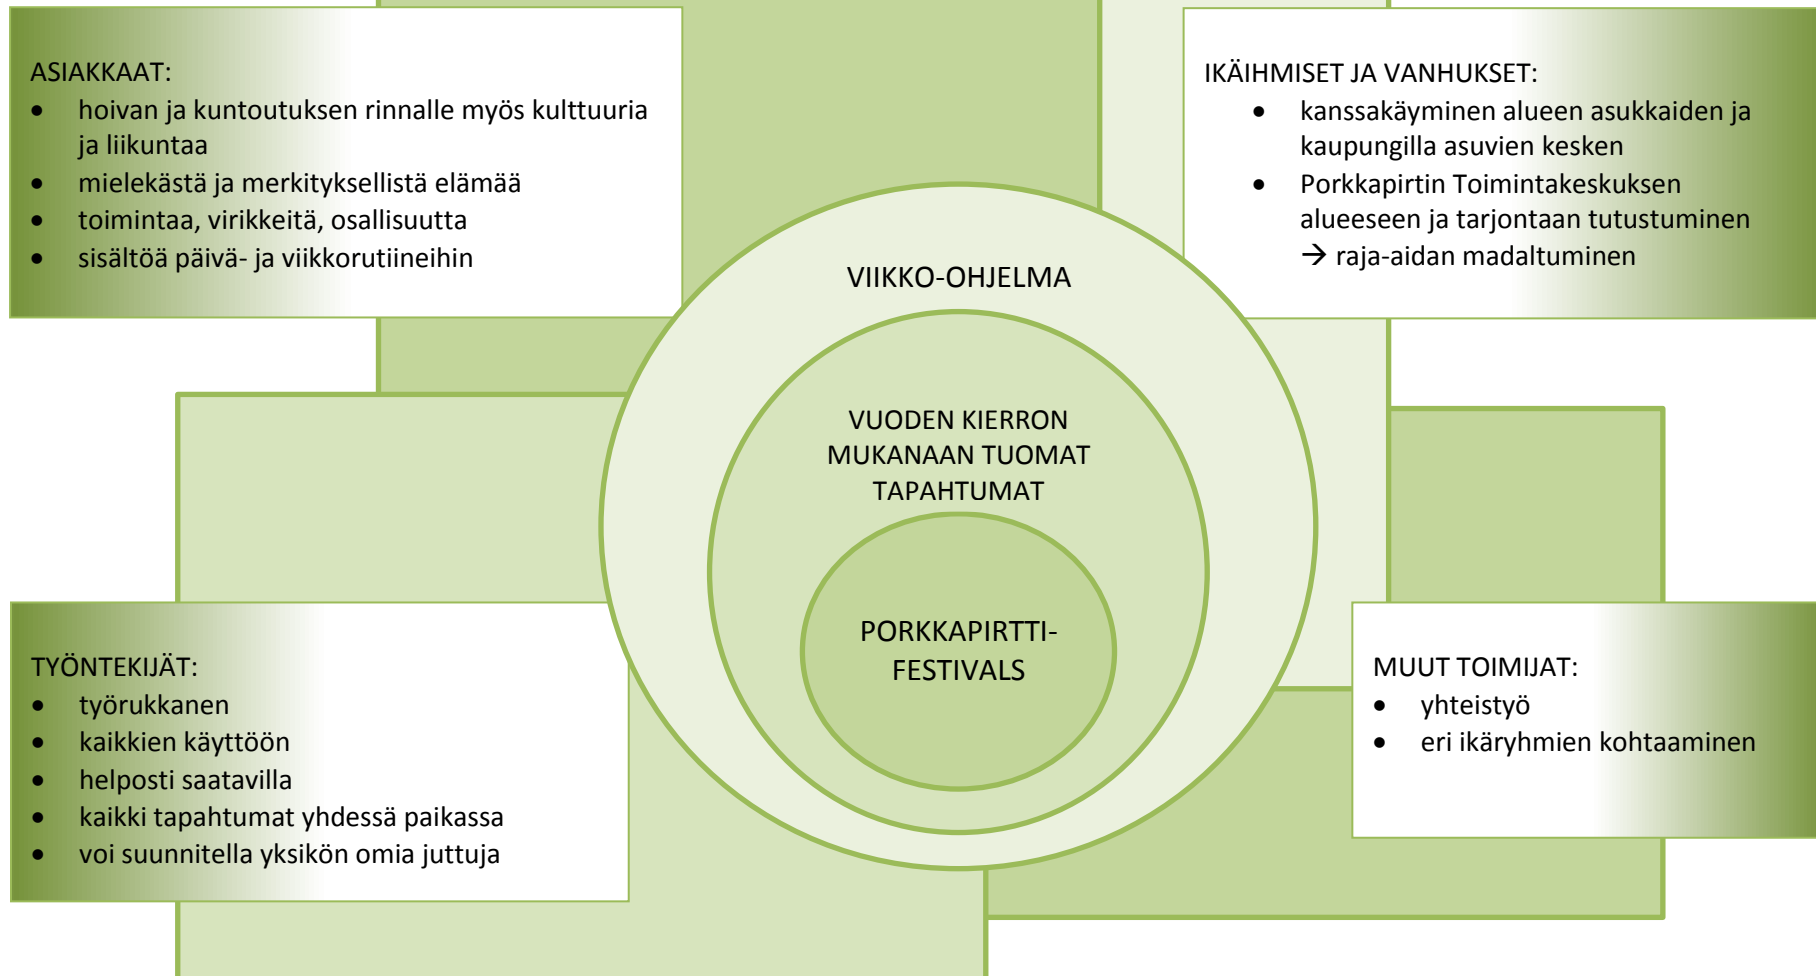 ASIAKKAAT:
• hoivan ja kuntoutuksen rinnalle myös kulttuuria
ja liikuntaa
• mielekästä ja merkityksellistä elämää
• toimintaa, virikkeitä, osallisuutta
• sisältöä päivä- ja viikkorutiineihin
IKÄIHMISET JA VANHUKSET:
• kanssakäyminen alueen asukkaiden ja
kaupungilla asuvien kesken
• Porkkapirtin Toimintakeskuksen
alueeseen ja tarjontaan tutustuminen
→ raja-aidan madaltuminen
VIIKKO-OHJELMA
VUODEN KIERRON
MUKANAAN TUOMAT
TAPAHTUMAT
PORKKAPIRTTI-
FESTIVALS
TYÖNTEKIJÄT:
• työrukkanen
• kaikkien käyttöön
• helposti saatavilla
• kaikki tapahtumat yhdessä paikassa
• voi suunnitella yksikön omia juttuja
MUUT TOIMIJAT:
• yhteistyö
• eri ikäryhmien kohtaaminen